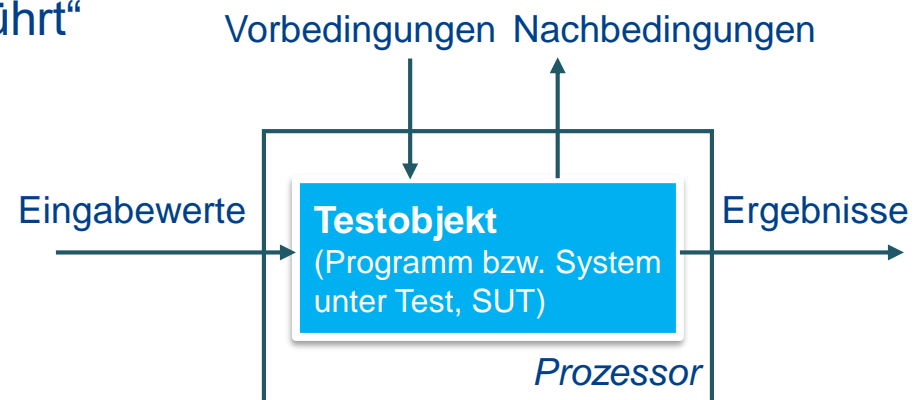 ührt“
Vorbedingungen Nachbedingungen
Eingabewerte
Testobjekt
(Programm bzw. System
unter Test, SUT)
Ergebnisse
Prozessor